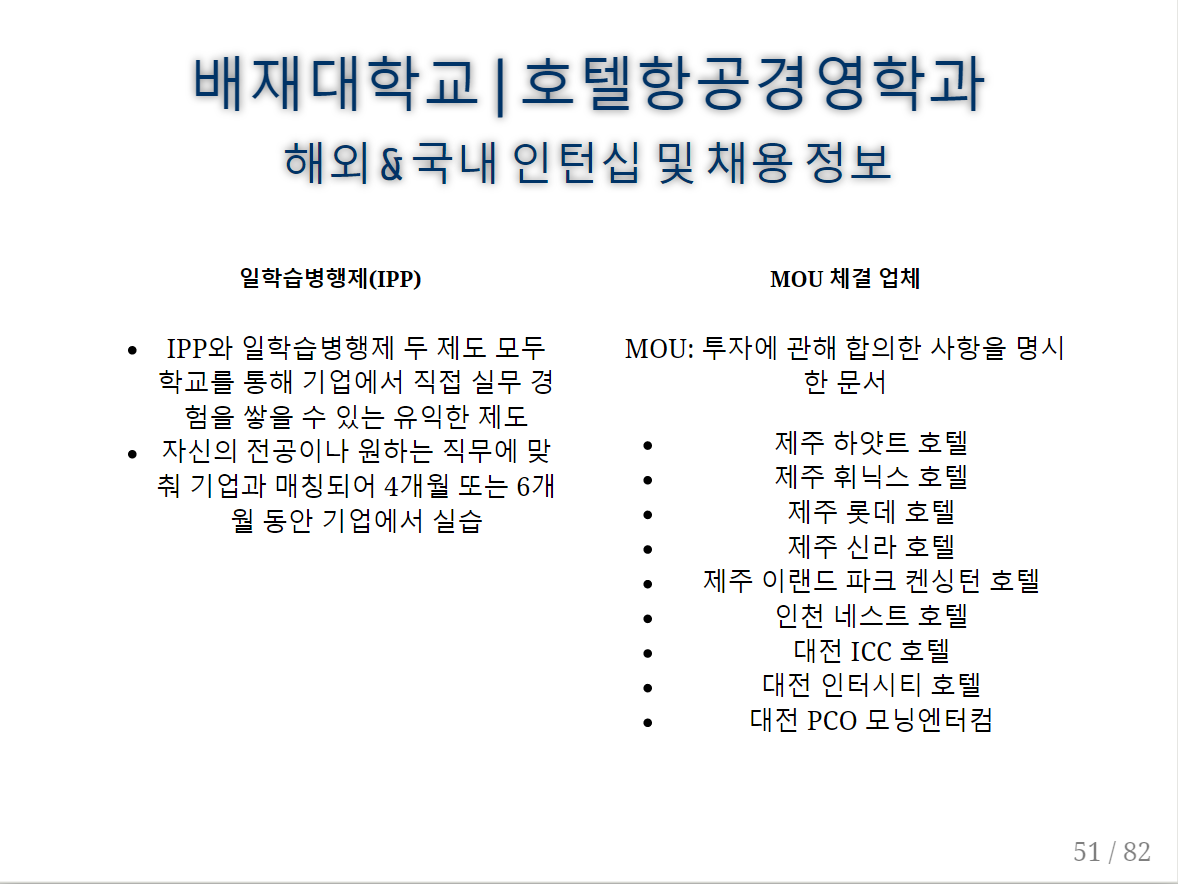 배재대학교|호텔항공경영학과
해외&국내 인턴십 및 채용 정보
일학습병행제(IPP)
• IPP와 일학습병행제 두 제도 모두
학교를 통해 기업에서 직접 실무 경
험을 쌓을 수 있는 유익한 제도
• 자신의 전공이나 원하는 직무에 맞
춰 기업과 매칭되어 4개월 또는 6개
월 동안 기업에서 실습
MOU 체결 업체
MOU: 투자에 관해 합의한 사항을 명시
한 문서
• 제주 하얏트 호텔
• 제주 휘닉스 호텔
• 제주 롯데 호텔
• 제주 신라 호텔
• 제주 이랜드 파크 켄싱턴 호텔
• 인천 네스트 호텔
• 대전 ICC 호텔
• 대전 인터시티 호텔
• 대전 PCO 모닝엔터컴
51 / 82